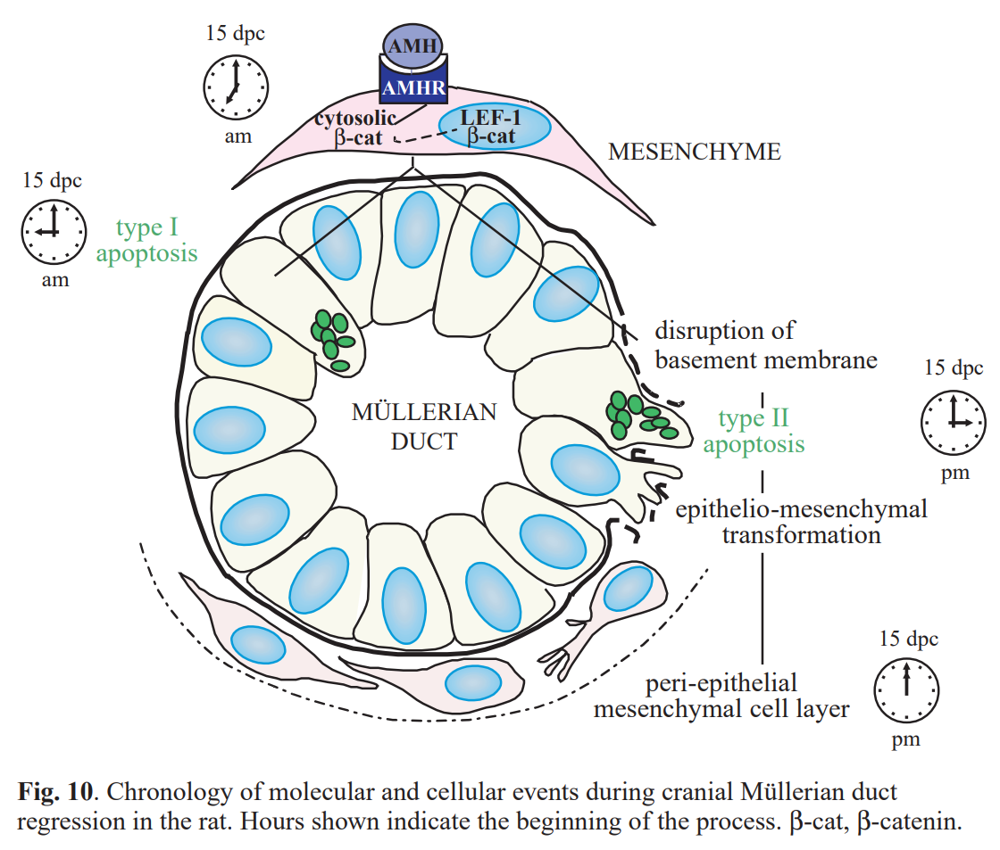 15 dpc
am
AMH
AMHR
cytosolic
β-cat
LEF-1
β-cat
MESENCHYME
15 dpc
am
type I
apoptosis
MÜLLERIAN
DUCT
disruption of
basement membrane
type II
apoptosis
15 dpc
pm
epithelio-mesenchymal
transformation
peri-epithelial
mesenchymal cell layer
15 dpc
pm
Fig. 10. Chronology of molecular and cellular events during cranial Müllerian duct
regression in the rat. Hours shown indicate the beginning of the process. β-cat, β-catenin.